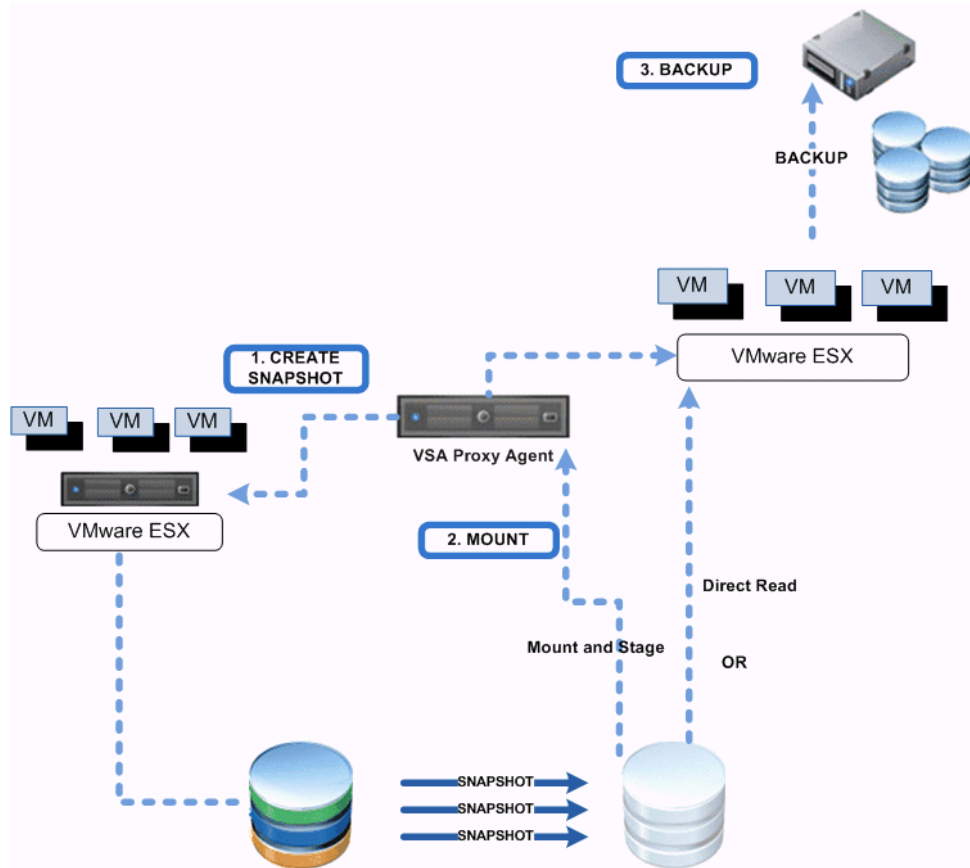 3. BACKUP
BACKUP
VM
VM
VM
VMware ESX
1. CREATE
SNAPSHOT
VM
VM
VM
VSA Proxy Agent
VMware ESX
2. MOUNT
Direct Read
Mount and Stage
OR
SNAPSHOT
SNAPSHOT
SNAPSHOT